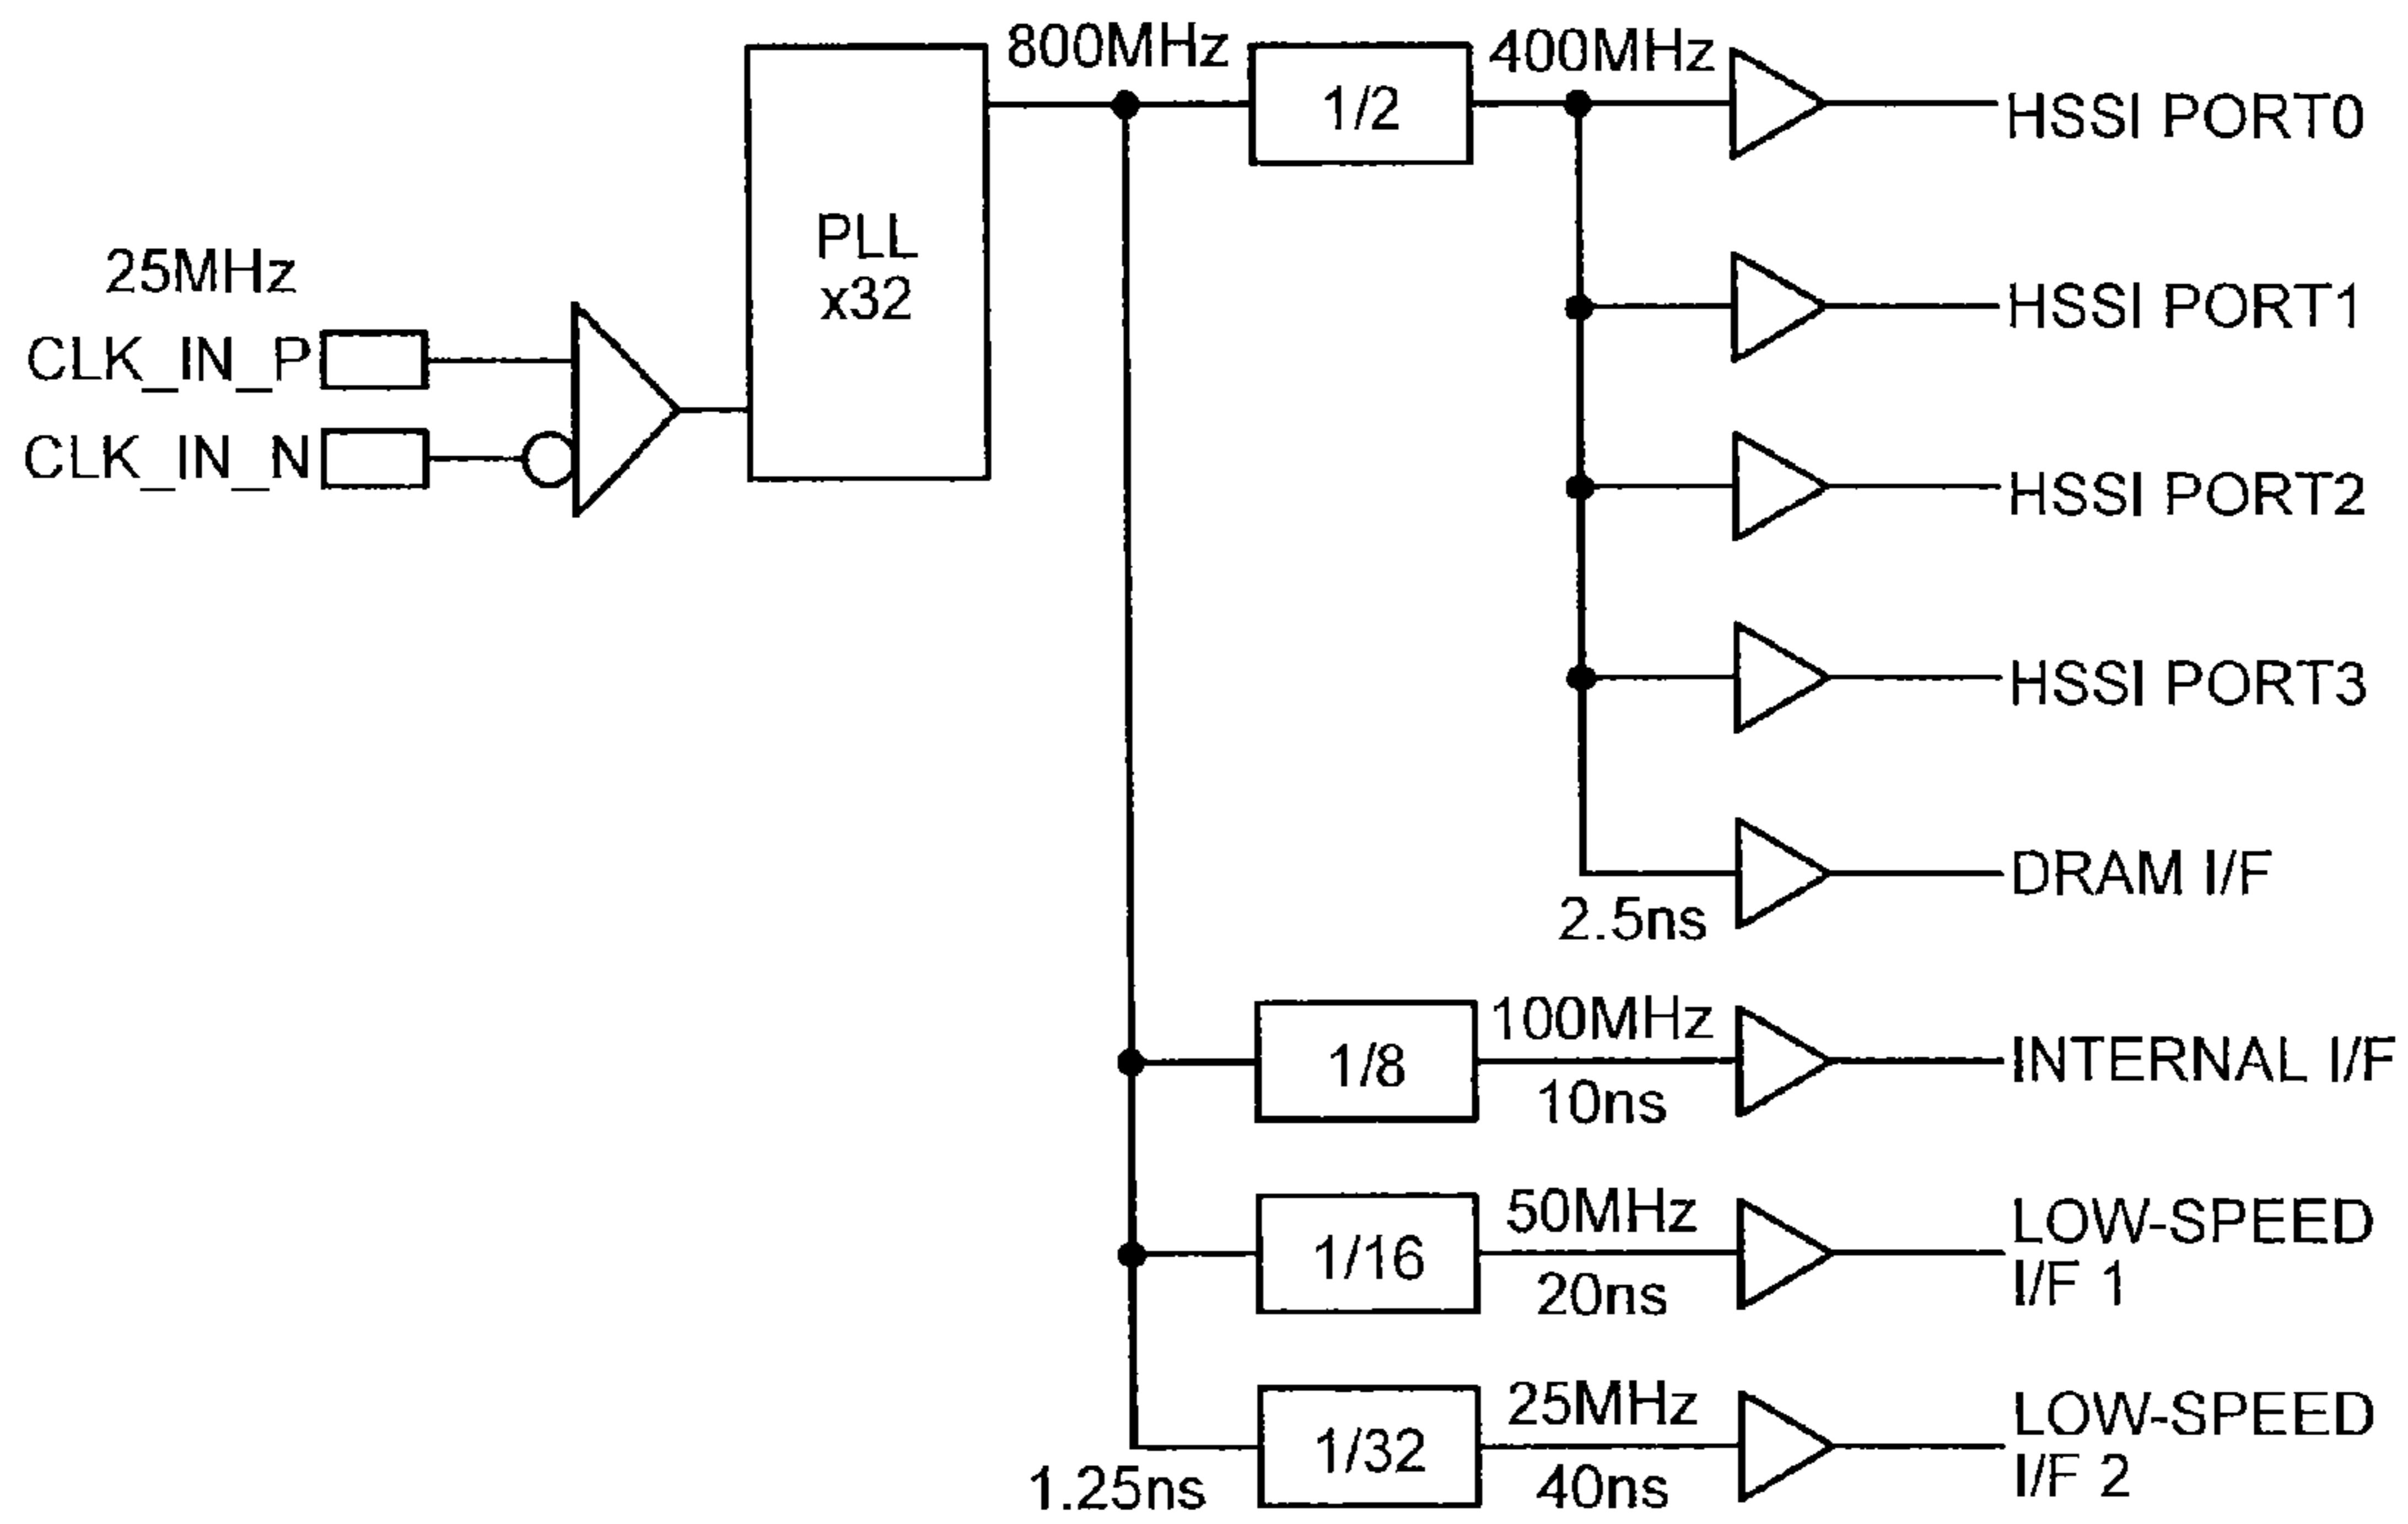 800MHz
1/2
400MHz
HSSI PORT0
PLL
x32
25MHz
CLK_IN_P
CLK_IN_N
HSSI PORT1
HSSI PORT2
HSSI PORT3
DRAM I/F
2.5ns
1/8
100MHz
10ns
INTERNAL I/F
1/16
50MHz
20ns
LOW-SPEED
I/F 1
1.25ns
1/32
25MHz
40ns
LOW-SPEED
I/F 2